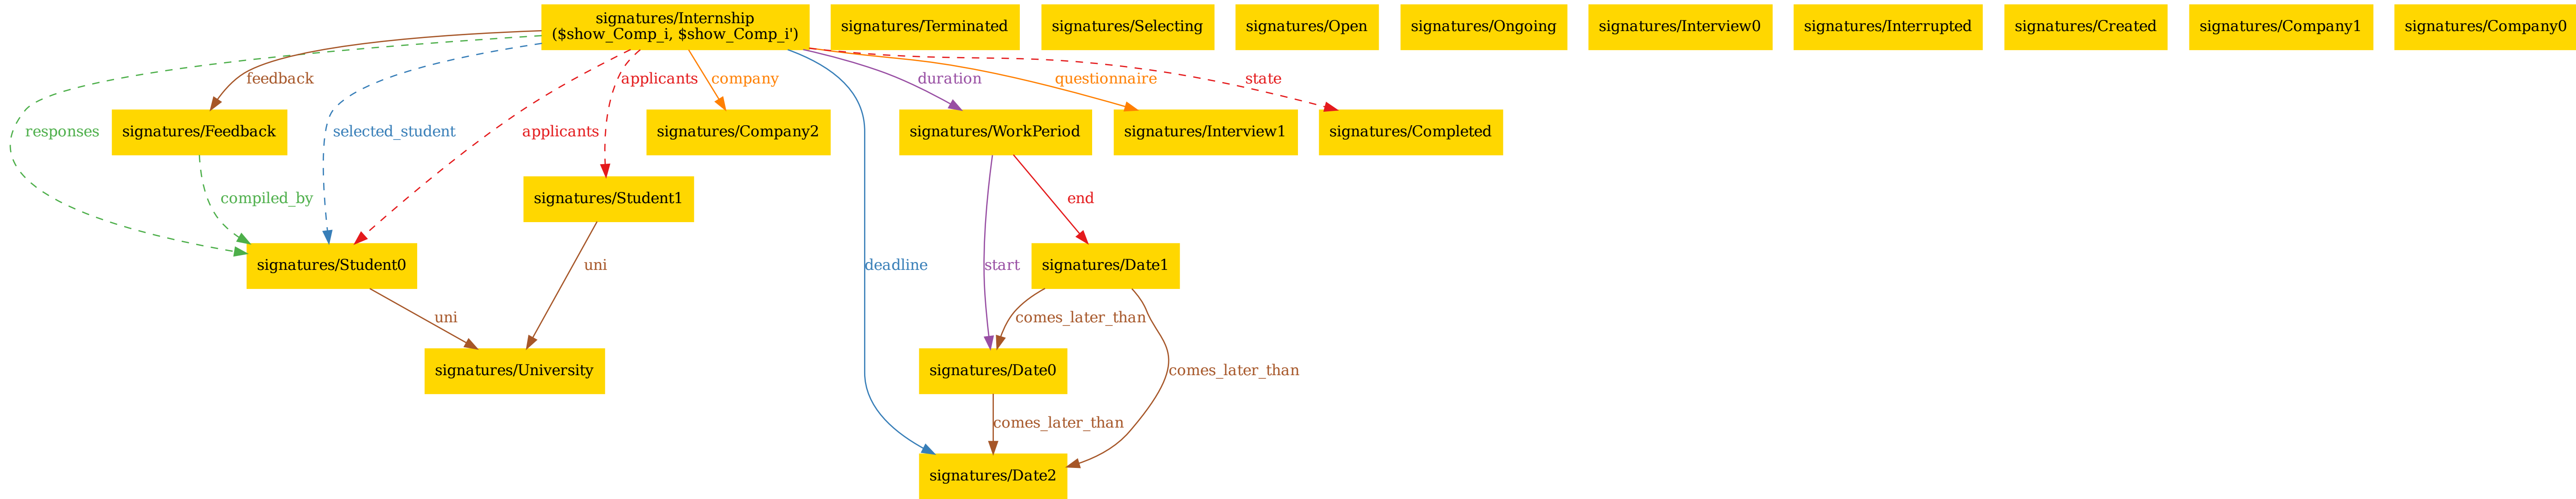 signatures/Internship
($show_Comp_i, $show_Comp_i')
signatures/Terminated
signatures/Selecting
signatures/Open
signatures/Ongoing
signatures/Interview0
signatures/Interrupted
signatures/Created
signatures/Company1
signatures/Company0
feedback
applicants
company
duration
questionnaire
state
responses
signatures/Feedback
selected_student
applicants
signatures/Company2
signatures/WorkPeriod
signatures/Interview1
signatures/Completed
compiled_by
signatures/Student1
end
signatures/Student0
uni
deadline
start
signatures/Date1
uni
comes_later_than
signatures/University
signatures/Date0
comes_later_than
comes_later_than
signatures/Date2